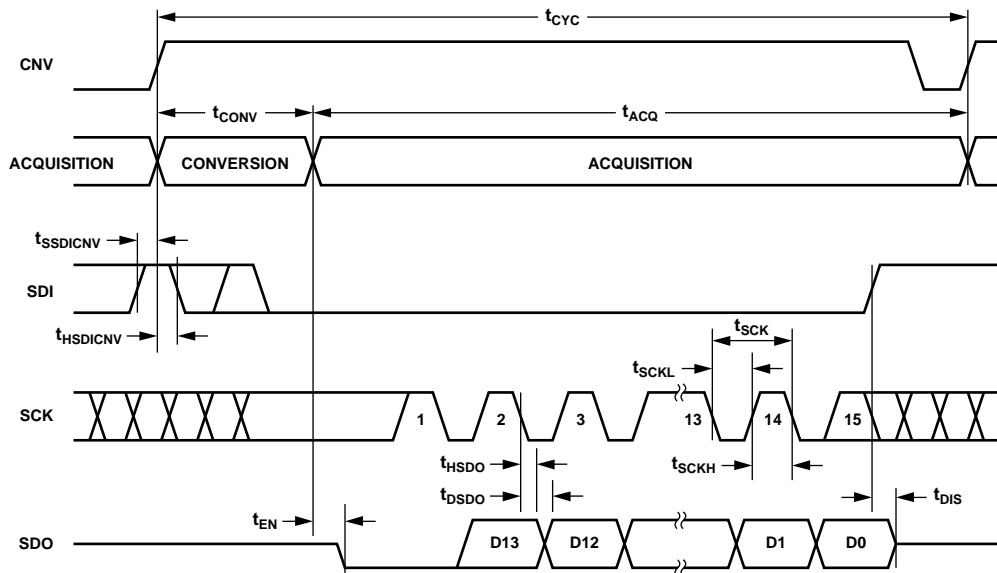 tCYC
CNV
tCONV
tACQ
ACQUISITION
CONVERSION
ACQUISITION
tSSDICNV
SDI
tHSDICNV
tSCK
tSCKL
SCK
1
2
3
13
14
15
tHSDO
tSCKH
tDSDO
tDIS
tEN
SDO
D13
D12
D1
D0